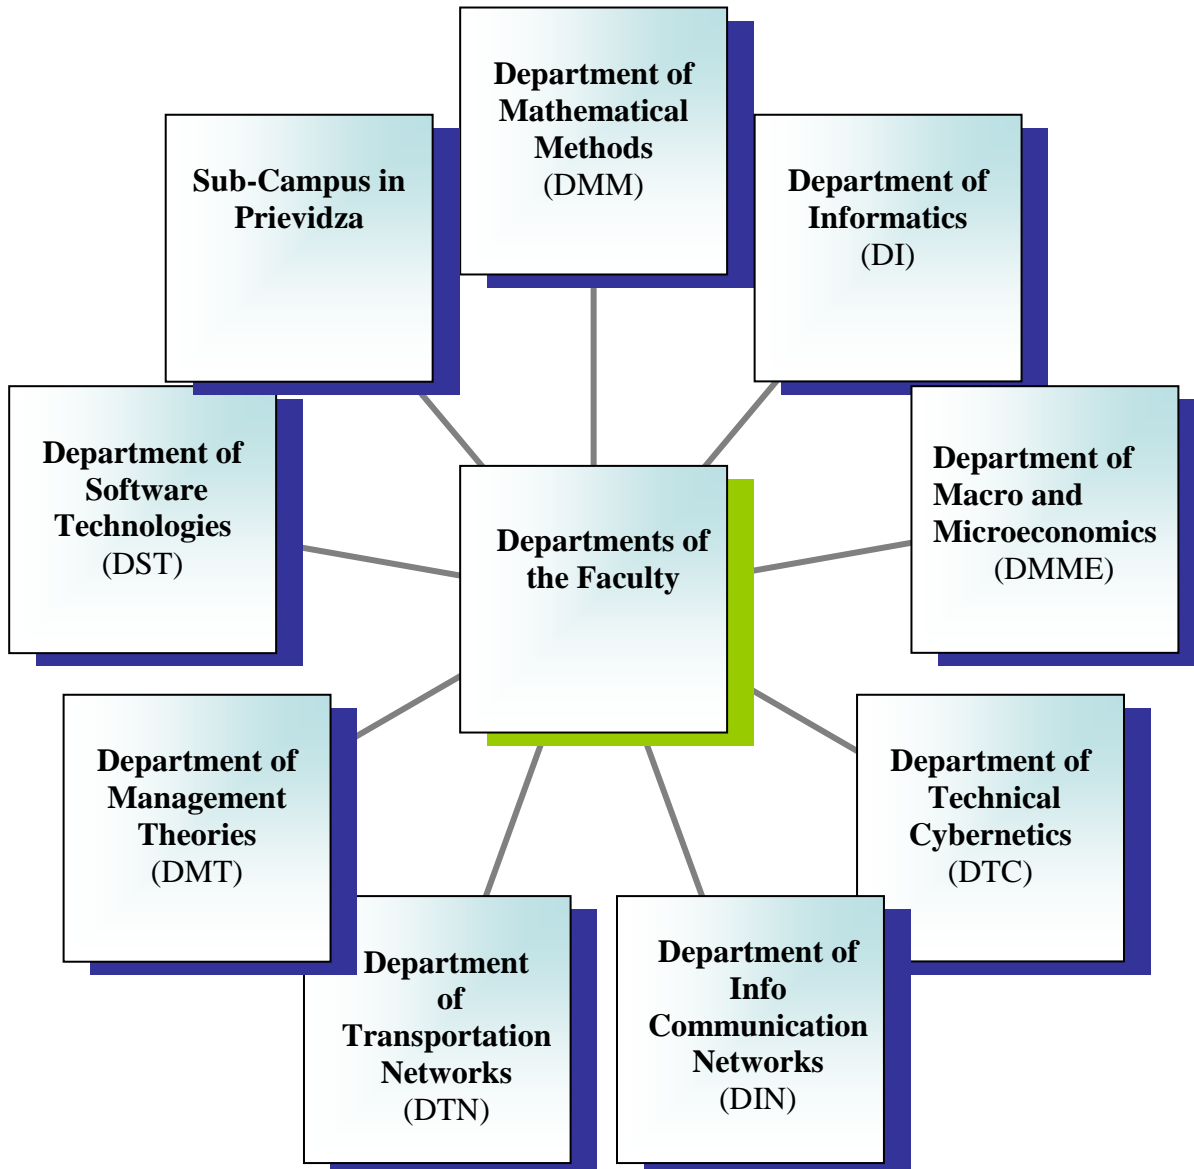 Department of
Mathematical
Methods
(DMM)
Sub-Campus in
Prievidza
Department of
Informatics
(DI)
Department of
Software
Technologies
(DST)
Departments of
the Faculty
Department of
Macro and
Microeconomics
(DMME)
Department of
Management
Theories
(DMT)
Department of
Technical
Cybernetics
(DTC)
Department
of
Transportation
Networks
(DTN)
Department of
Info
Communication
Networks
(DIN)